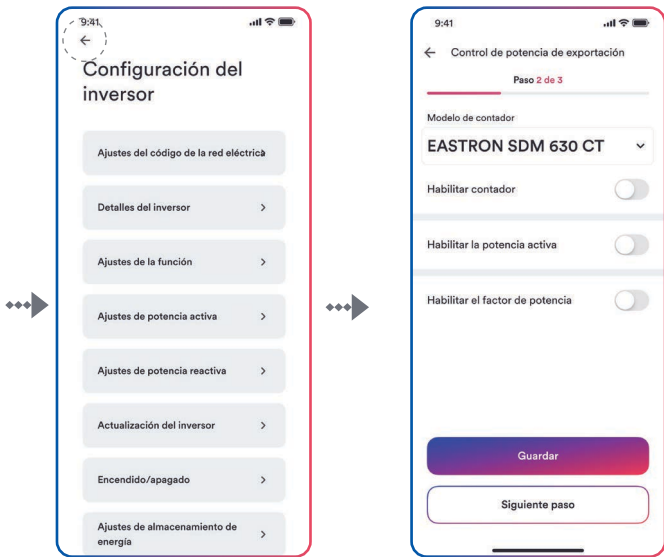 9:41
Configuración del
inversor
Ajustes del código de la red eléctrica
Detalles del inversor
Ajustes de la función
Ajustes de potencia activa
Ajustes de potencia reactiva
Actualización del inversor
Encendido/apagado
Ajustes de almacenamiento de
energía
9:41
Control de potencia de exportación
Paso 2 de 3
Modelo de contador
EASTRON SDM 630 CT
Habilitar contador
Habilitar la potencia activa
Habilitar el factor de potencia
Guardar
Siguiente paso